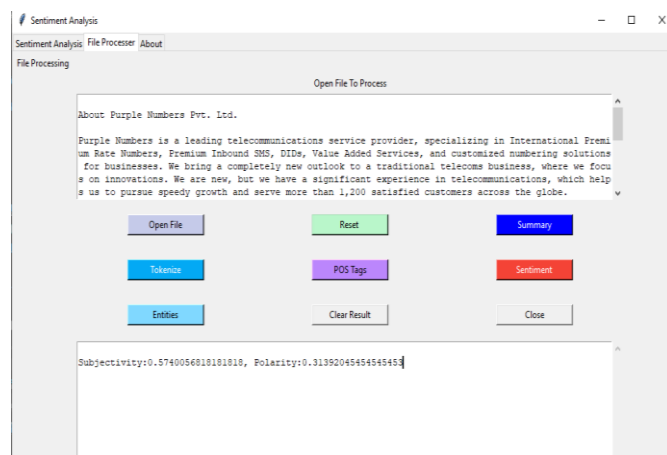 Sentiment Analysis
Sentiment Analysis File Processer About
File Processing
Open File To Process
About Purple Numbers Pvt. Ltd.
Purple Numbers is a leading telecommunications service provider, specializing in International Premi
um Rate Numbers, Premium Inbound SMS, DIDs, Value Added Services, and customized numbering solutions
for businesses. We bring a completely new outlook to a traditional telecoms business, where we focu
s on innovations. We are new, but we have a significant experience in telecommunications, which help
s us to pursue speedy growth and serve more than 1,200 satisfied customers across the globe.
Open File Reset Summary
Tokenize POS Tags Sentiment
Entities Clear Result Close
Subjectivity:0.5740056818181818, Polarity:0.31392045454545453